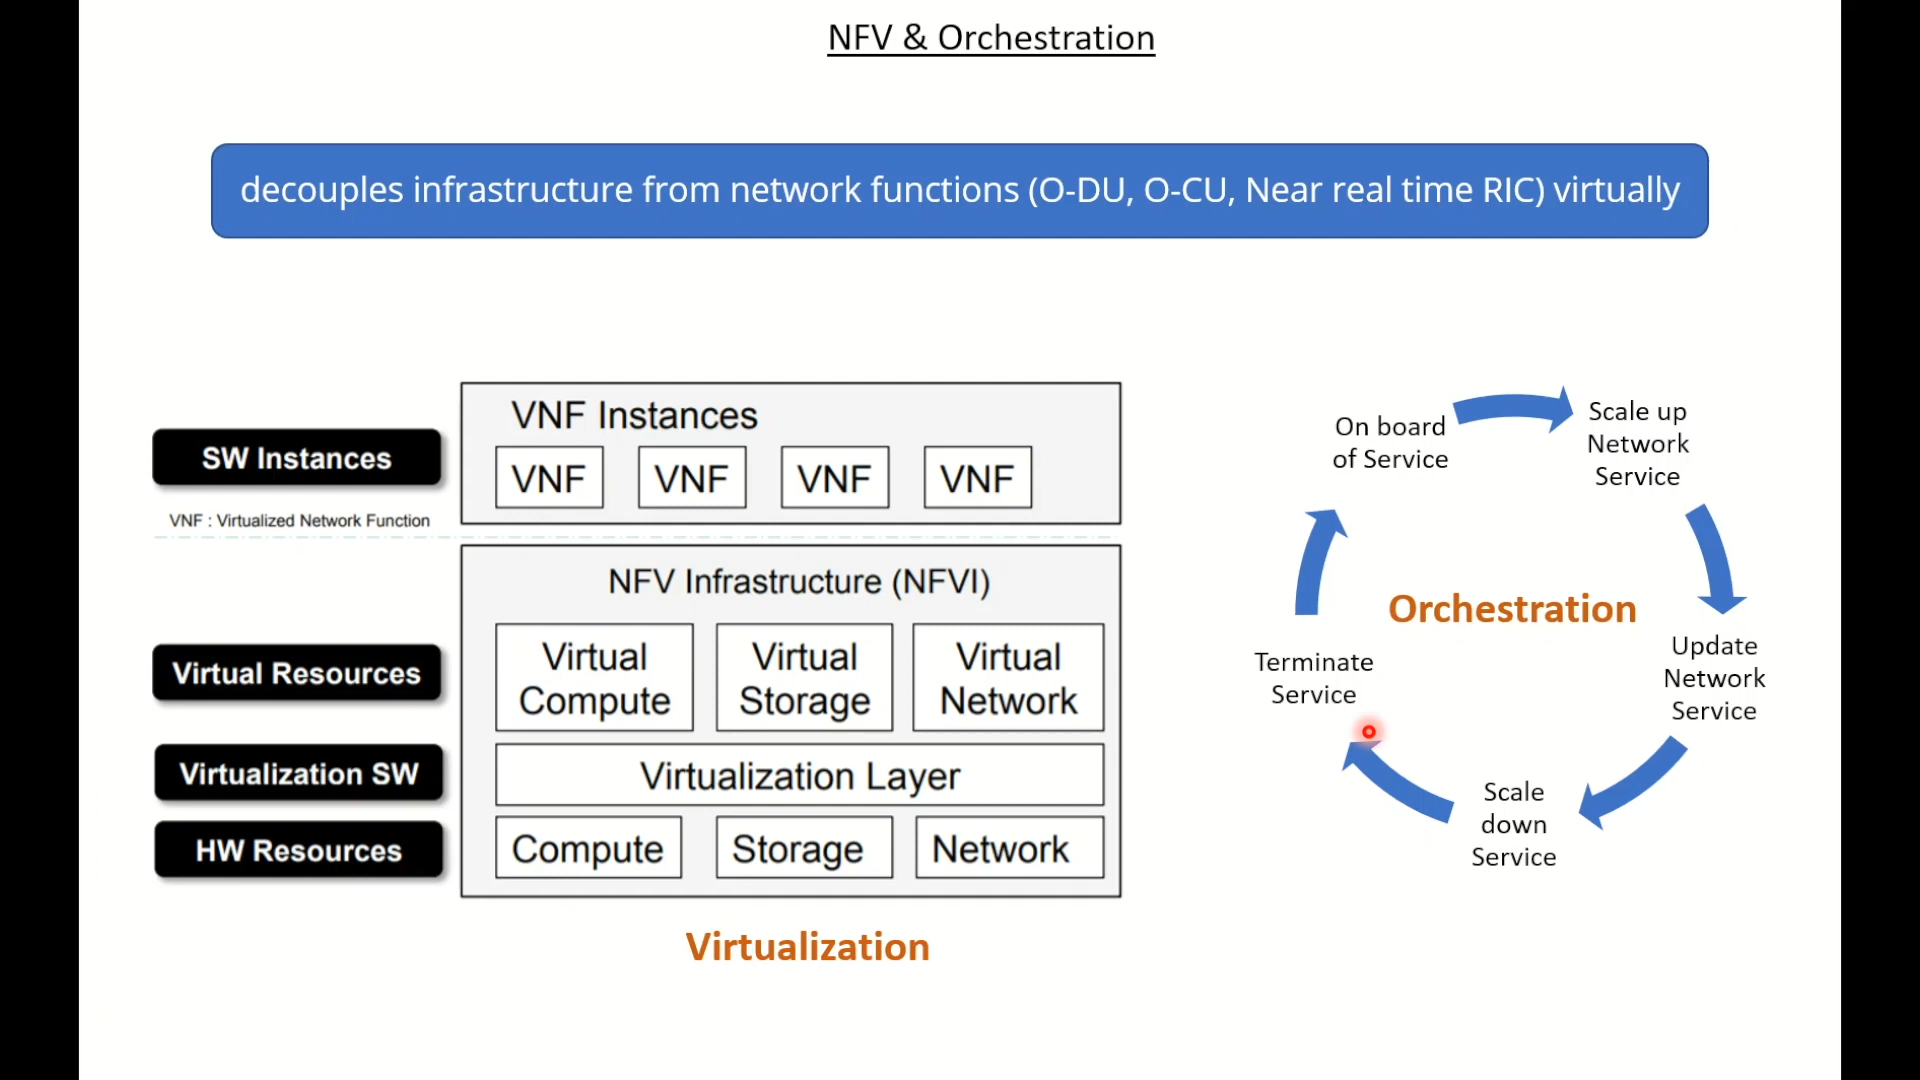 NFV & Orchestration
decouples infrastructure from network functions (O-DU, O-CU, Near real time RIC) virtually
SW Instances
VNF : Virtualized Network Function
VNF Instances
VNF
VNF
VNF
VNF
NFV Infrastructure (NFVI)
Virtual Resources
Virtual
Compute
Virtual
Storage
Virtual
Network
Virtualization SW
Virtualization Layer
HW Resources
Compute
Storage
Network
Virtualization
On board
of Service
Scale up
Network
Service
Orchestration
Update
Network
Service
Scale
down
Service
Terminate
Service